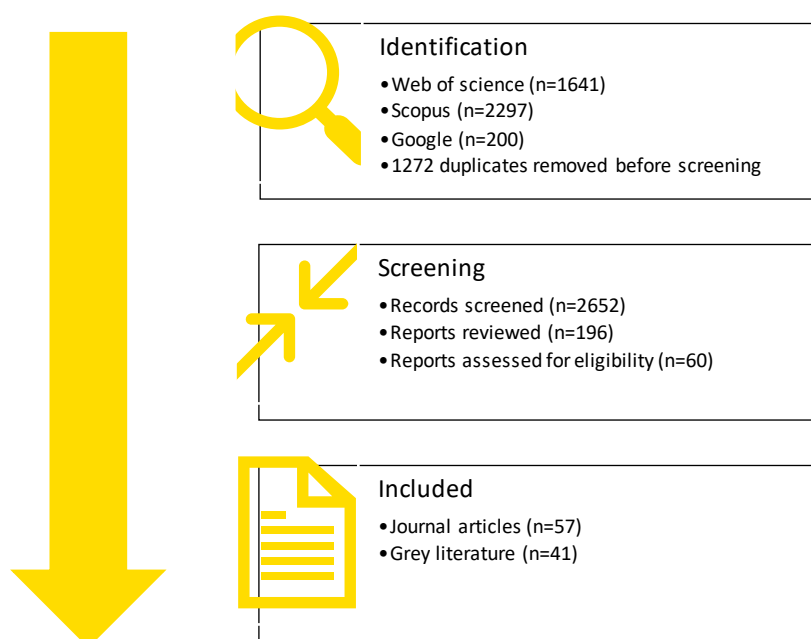 Identification
•Web of science (n=1641)
•Scopus (n=2297)
•Google (n=200)
•1272 duplicates removed before screening
Screening
•Records screened (n=2652)
•Reports reviewed (n=196)
•Reports assessed for eligibility (n=60)
Included
•Journal articles (n=57)
•Grey literature (n=41)